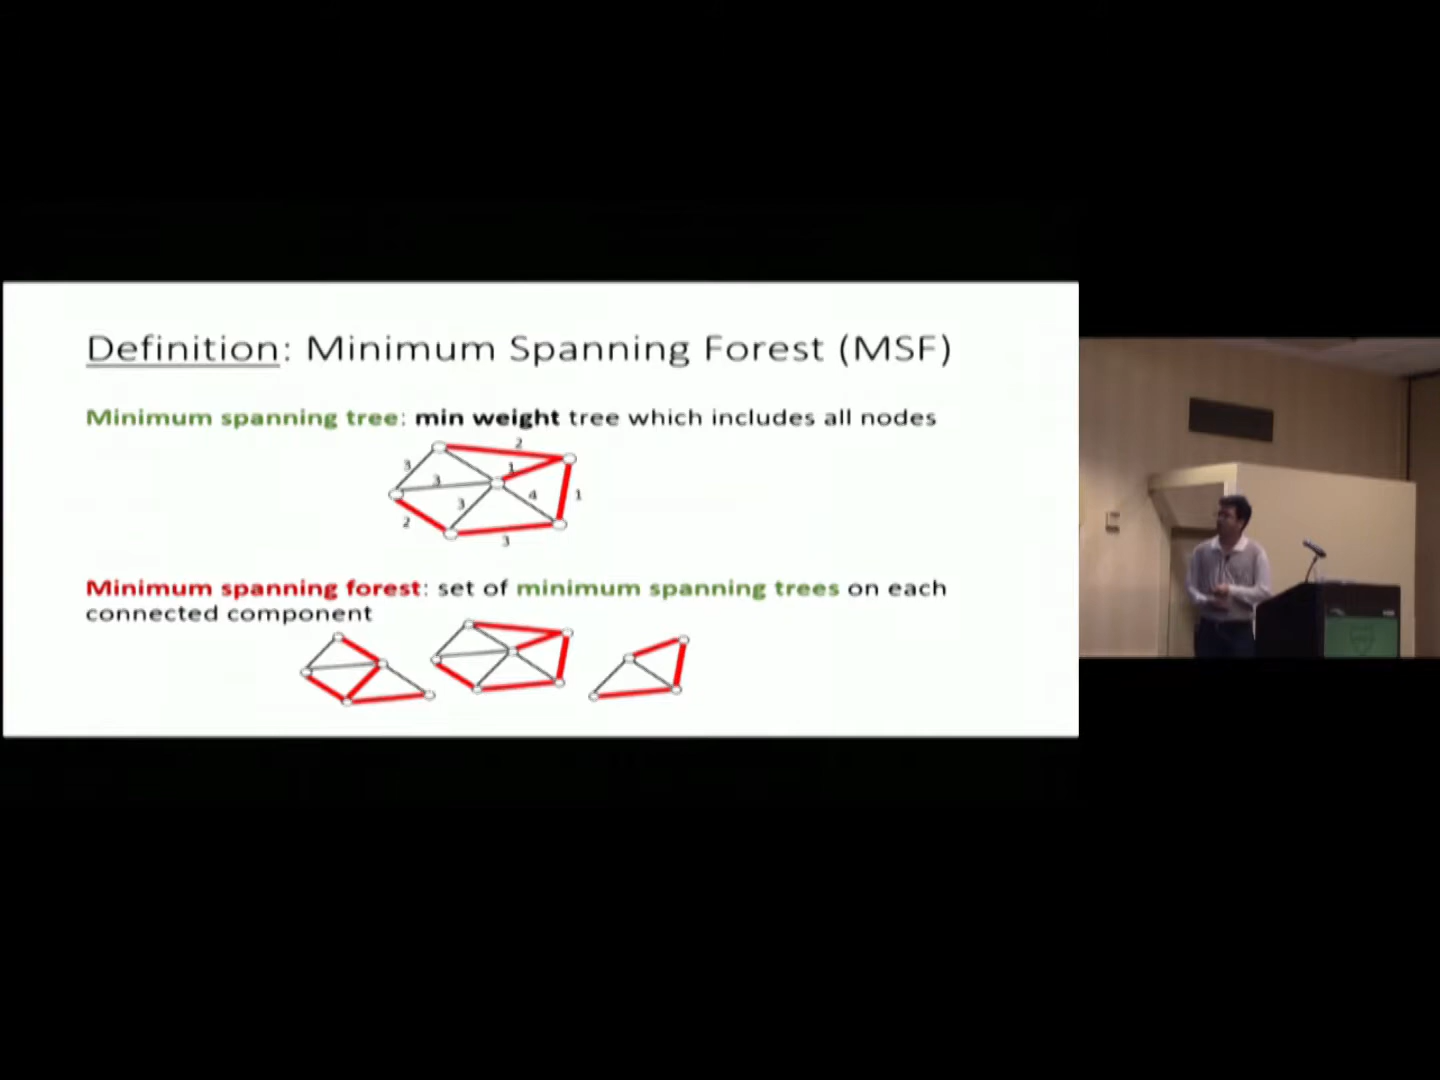 Definition: Minimum Spanning Forest (MSF)
Minimum spanning tree: min weight tree which includes all nodes
2
3
1
3
3
4
1
2
3
Minimum spanning forest: set of minimum spanning trees on each
connected component